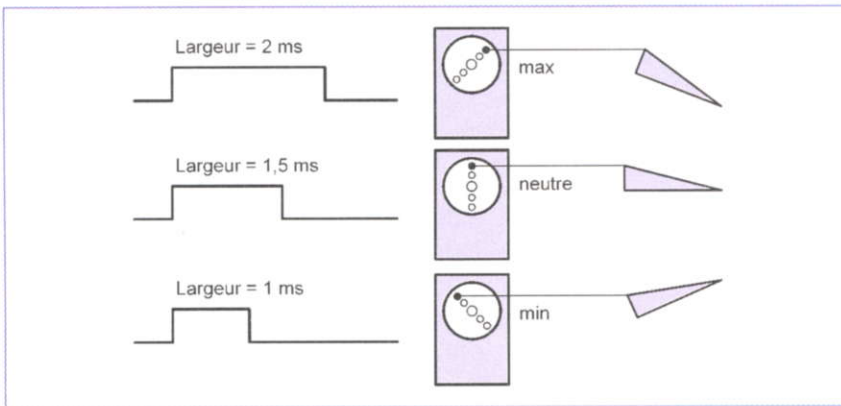 Largeur = 2 ms
max
Largeur = 1,5 ms
neutre
Largeur = 1 ms
min